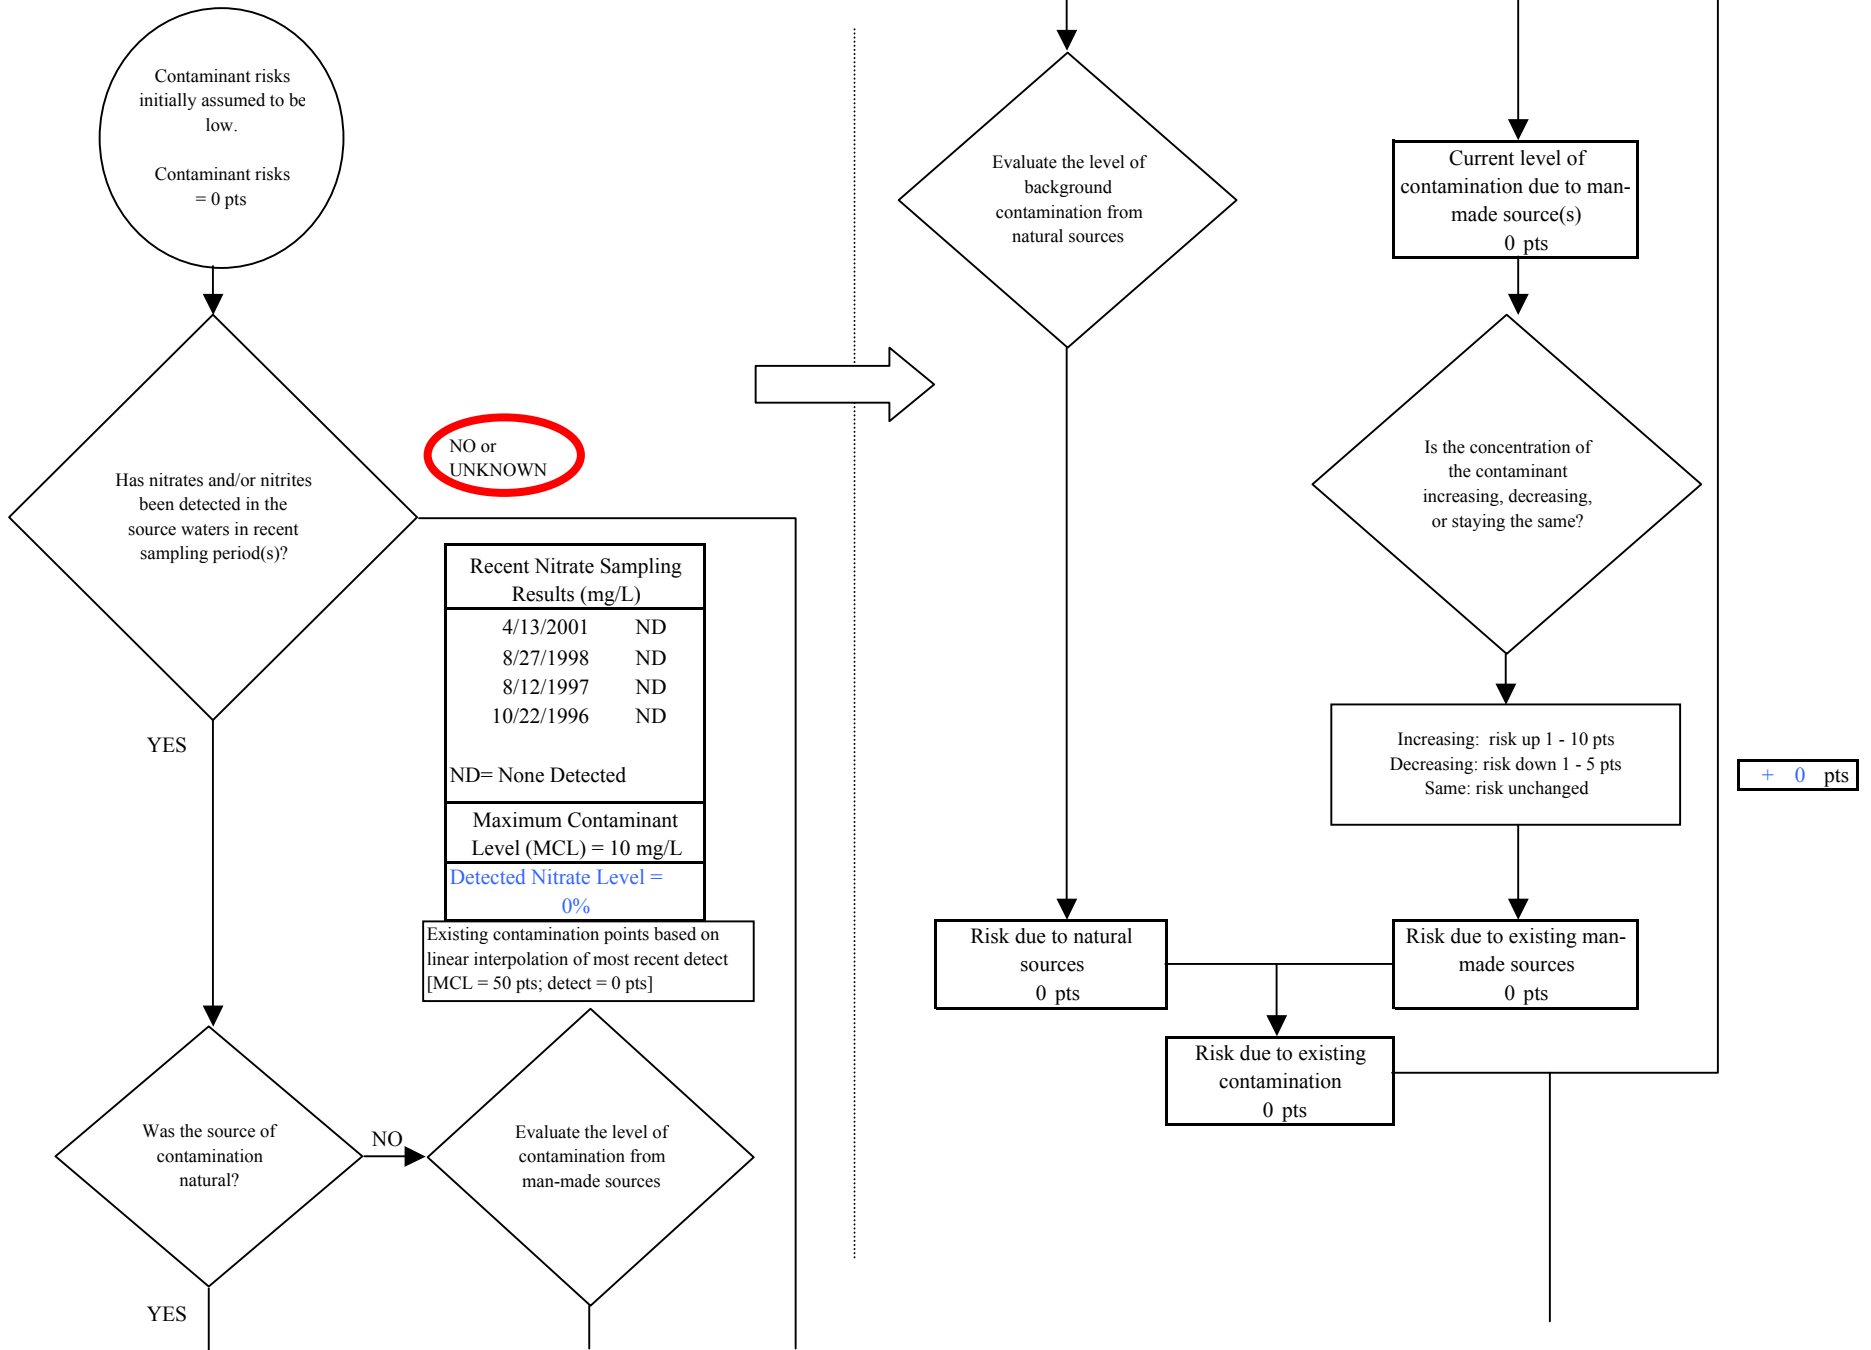 Contaminant risks
initially assumed to be
low.
Contaminant risks
= 0 pts
Has nitrates and/or nitrites
been detected in the
source waters in recent
sampling period(s)?
NO or
UNKNOWN
YES
Recent Nitrate Sampling
Results (mg/L)
4/13/2001 ND
8/27/1998 ND
8/12/1997 ND
10/22/1996 ND
ND= None Detected
Maximum Contaminant
Level (MCL) = 10 mg/L
Detected Nitrate Level =
0%
Existing contamination points based on
linear interpolation of most recent detect
[MCL = 50 pts; detect = 0 pts]
Was the source of
contamination
natural?
NO
YES
Evaluate the level of
contamination from
man-made sources
Evaluate the level of
background
contamination from
natural sources
Current level of
contamination due to man-
made source(s)
0 pts
Is the concentration of
the contaminant
increasing, decreasing,
or staying the same?
Increasing: risk up 1 - 10 pts
Decreasing: risk down 1 - 5 pts
Same: risk unchanged
+ 0 pts
Risk due to natural
sources
0 pts
Risk due to existing man-
made sources
0 pts
Risk due to existing
contamination
0 pts